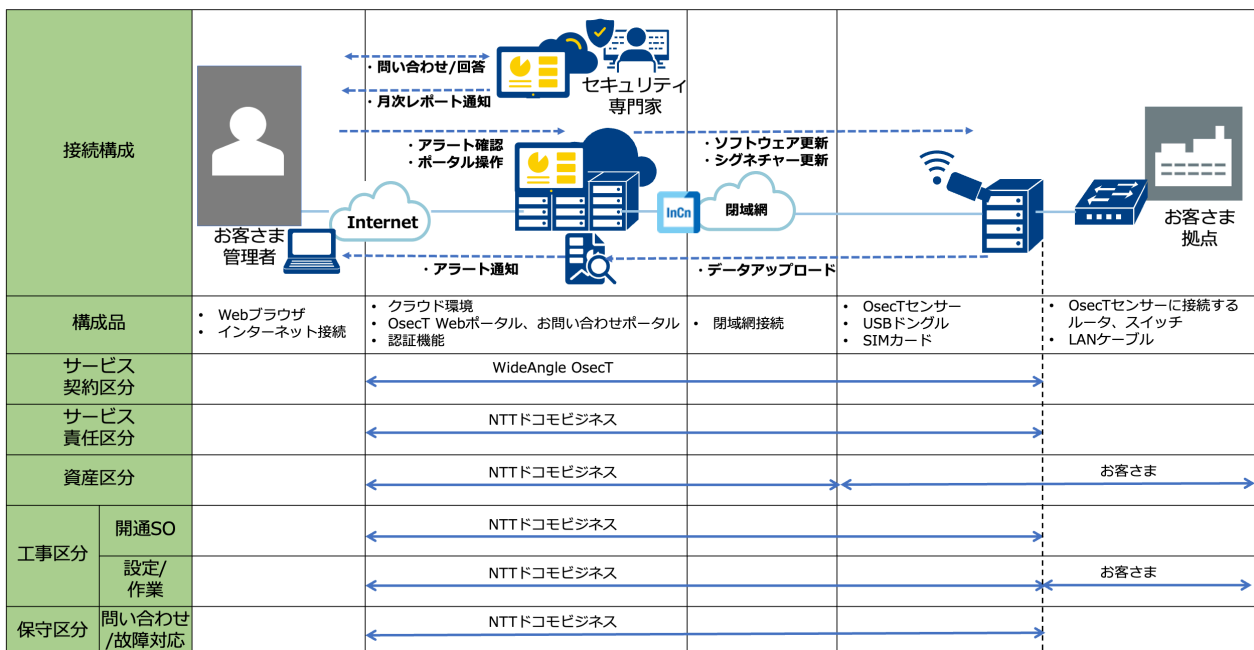 接続構成
・問い合わせ/回答
・月次レポート通知
セキュリティ
専門家
・アラート確認
・ポータル操作
・ソフトウェア更新
・シグネチャー更新
Internet
InCn
閉域網
お客さま
管理者
お客さま
拠点
・アラート通知
・データアップロード
構成品
• Webブラウザ
• インターネット接続
• クラウド環境
• OsecT Webポータル、お問い合わせポータル
• 認証機能
• 閉域網接続
• OsecTセンサー
• USBドングル
• SIMカード
• OsecTセンサーに接続する
ルータ、スイッチ
• LANケーブル
サービス
契約区分
WideAngle OsecT
サービス
責任区分
NTTドコモビジネス
資産区分
NTTドコモビジネス
お客さま
工事区分
開通SO
NTTドコモビジネス
設定/
作業
NTTドコモビジネス
お客さま
保守区分
問い合わせ
/故障対応
NTTドコモビジネス